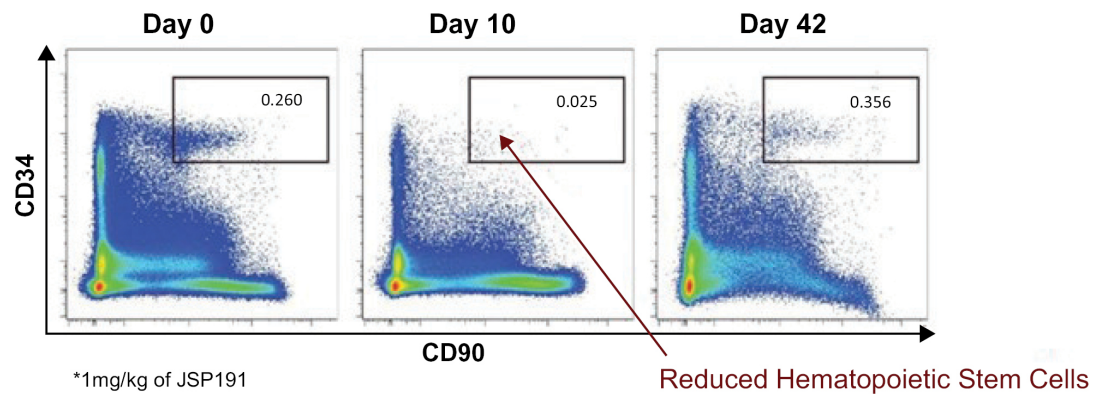 Day 0
Day 10
Day 42
0.260
0.025
0.356
CD34
CD90
*1mg/kg of JSP191
Reduced Hematopoietic Stem Cells